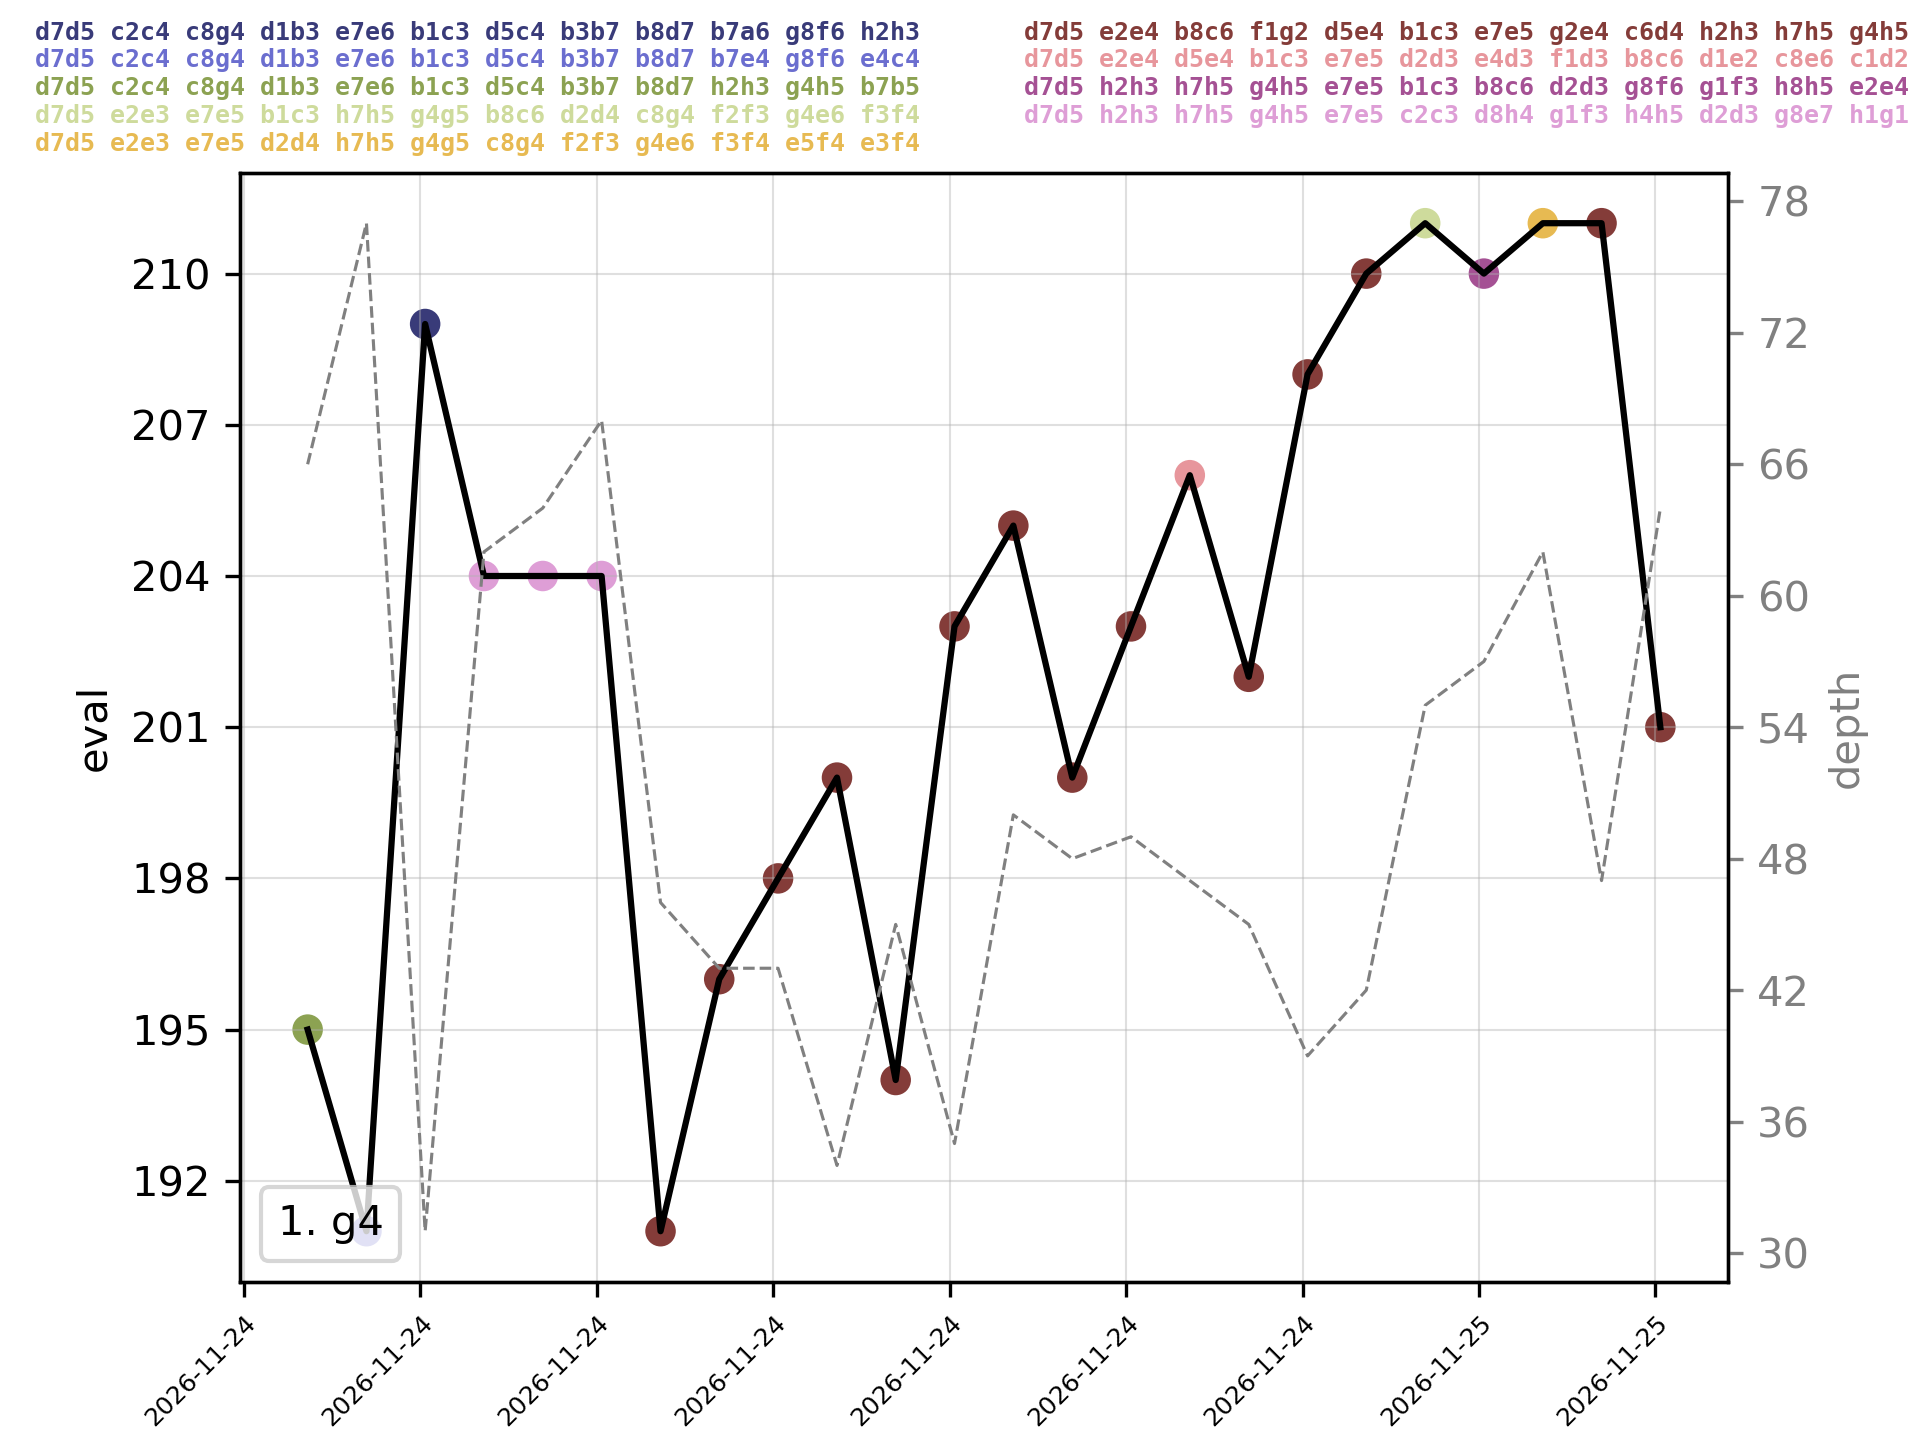 d7d5 c2c4 c8g4 d1b3 e7e6 b1c3 d5c4 b3b7 b8d7 b7a6 g8f6 h2h3
d7d5 c2c4 c8g4 d1b3 e7e6 b1c3 d5c4 b3b7 b8d7 b7e4 g8f6 e4c4
d7d5 c2c4 c8g4 d1b3 e7e6 b1c3 d5c4 b3b7 b8d7 h2h3 g4h5 b7b5
d7d5 e2e3 e7e5 b1c3 h7h5 g4g5 b8c6 d2d4 c8g4 f2f3 g4e6 f3f4
d7d5 e2e3 e7e5 d2d4 h7h5 g4g5 c8g4 f2f3 g4e6 f3f4 e5f4 e3f4
d7d5 e2e4 b8c6 f1g2 d5e4 b1c3 e7e5 g2e4 c6d4 h2h3 h7h5 g4h5
d7d5 e2e4 d5e4 b1c3 e7e5 d2d3 e4d3 f1d3 b8c6 d1e2 c8e6 c1d2
d7d5 h2h3 h7h5 g4h5 e7e5 b1c3 b8c6 d2d3 g8f6 g1f3 h8h5 e2e4
d7d5 h2h3 h7h5 g4h5 e7e5 c2c3 d8h4 g1f3 h4h5 d2d3 g8e7 h1g1
210
207
204
201
198
195
192
eval
78
72
66
60
54
48
42
36
30
depth
1. g4
2026-11-24
2026-11-24
2026-11-24
2026-11-24
2026-11-24
2026-11-24
2026-11-24
2026-11-25
2026-11-25